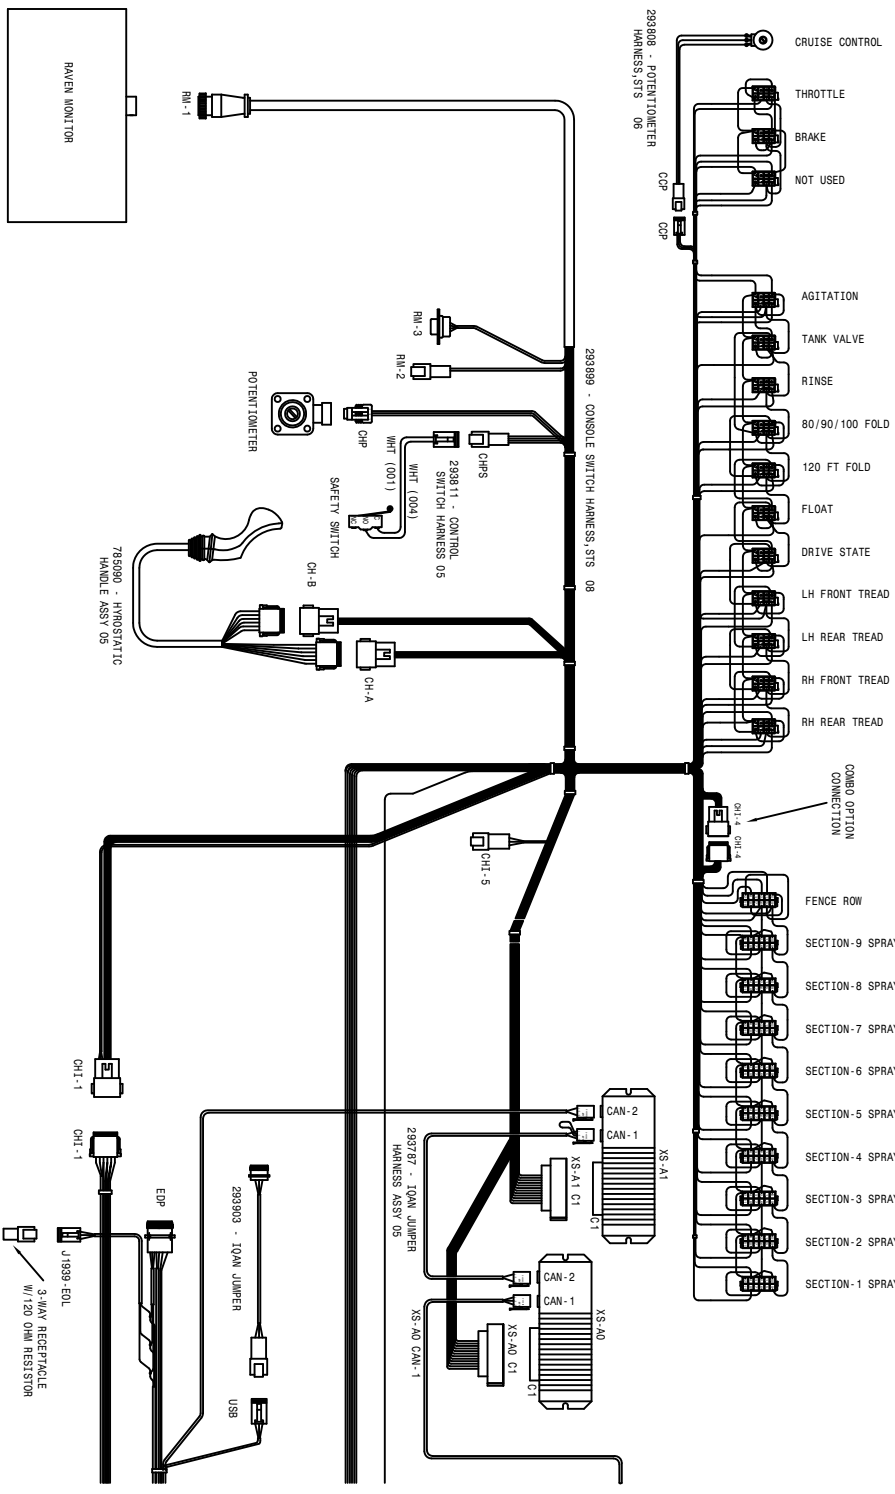 CRUISE CONTROL
THROTTLE
BRAKE
NOT USED
AGITATION
TANK VALVE
RINSE
80/90/100 FOLD
120 FT FOLD
FLOAT
DRIVE STATE
LH FRONT TREAD
LH REAR TREAD
RH FRONT TREAD
RH REAR TREAD
COMBO OPTION
CONNECTION
CHI-4
CHI-4
FENCE ROW
SECTION-9 SPRAY
SECTION-8 SPRAY
SECTION-7 SPRAY
SECTION-6 SPRAY
SECTION-5 SPRAY
SECTION-4 SPRAY
SECTION-3 SPRAY
SECTION-2 SPRAY
SECTION-1 SPRAY
293808 - POTENTIOMETER
HARNESS,STS 06
CCP
CCP
293899 - CONSOLE SWITCH HARNESS,STS 08
RAVEN MONITOR
RM-1
RM-3
RM-2
POTENTIOMETER
CHP
CHPS
293811 - CONTROL
SWITCH HARNESS 05
WHT (004)
WHT (001)
SAFETY SWITCH
C
NO
NC
785090 - HYROSTATIC
HANDLE ASSY 05
CH-B
CH-A
CHI-5
CHI-1
CHI-1
XS-A1
CAN-2
CAN-1
C1
XS-A1 C1
293787 - IQAN JUMPER
HARNESS ASSY 05
XS-A0
CAN-2
CAN-1
C1
XS-A0 C1
XS-A0 CAN-1
293903 - IQAN JUMPER
USB
EDP
J1939-EOL
3-WAY RECEPTACLE
W/120 OHM RESISTOR